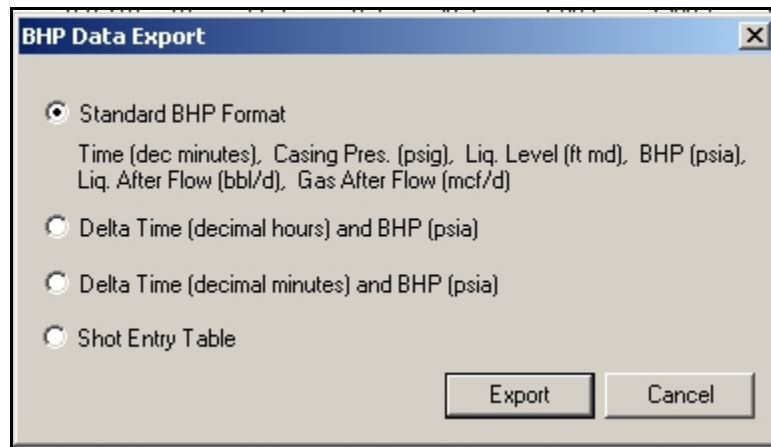 BHP Data Export
Standard BHP Format
Time (dec minutes), Casing Pres. (psig), Liq. Level (ft md), BHP (psia),
Liq. After Flow (bbl/d), Gas After Flow (mcf/d)
Delta Time (decimal hours) and BHP (psia)
Delta Time (decimal minutes) and BHP (psia)
Shot Entry Table
Export Cancel